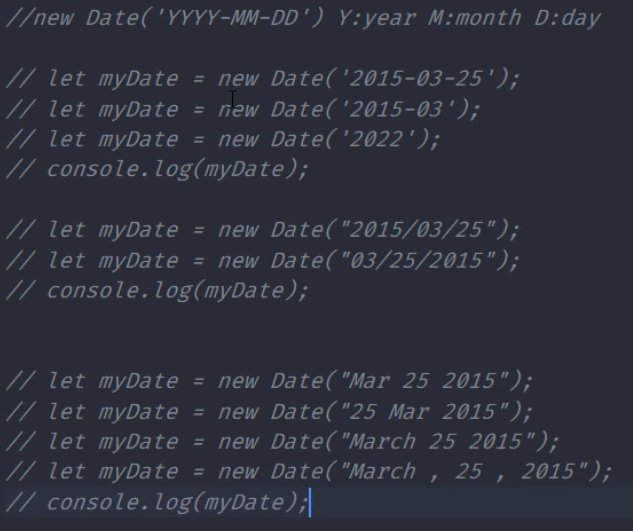 //new Date('YYYY-MM-DD') Y:year M:month D:day
// let myDate = new Date('2015-03-25');
// let myDate = new Date('2015-03');
// let myDate = new Date('2022');
// console.log(myDate);
// let myDate = new Date("2015/03/25");
// let myDate = new Date("03/25/2015");
// console.log(myDate);
// let myDate = new Date("Mar 25 2015");
// let myDate = new Date("25 Mar 2015");
// let myDate = new Date("March 25 2015");
// let myDate = new Date("March , 25 , 2015");
// console.log(myDate);